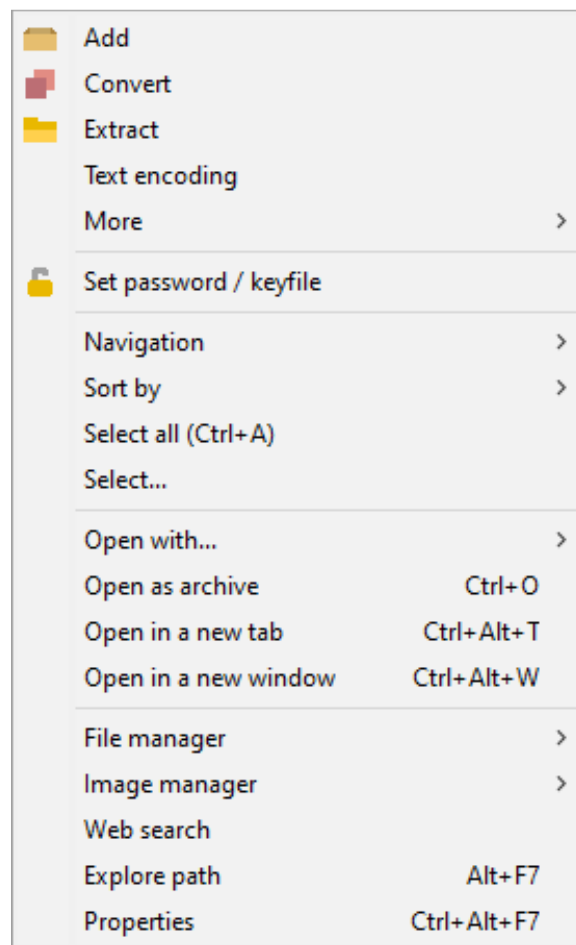 Add
Convert
Extract
Text encoding
More
Set password / keyfile
Navigation
Sort by
Select all (Ctrl+A)
Select...
Open with...
Open as archive Ctrl+O
Open in a new tab Ctrl+Alt+T
Open in a new window Ctrl+Alt+W
File manager
Image manager
Web search
Explore path Alt+F7
Properties Ctrl+Alt+F7